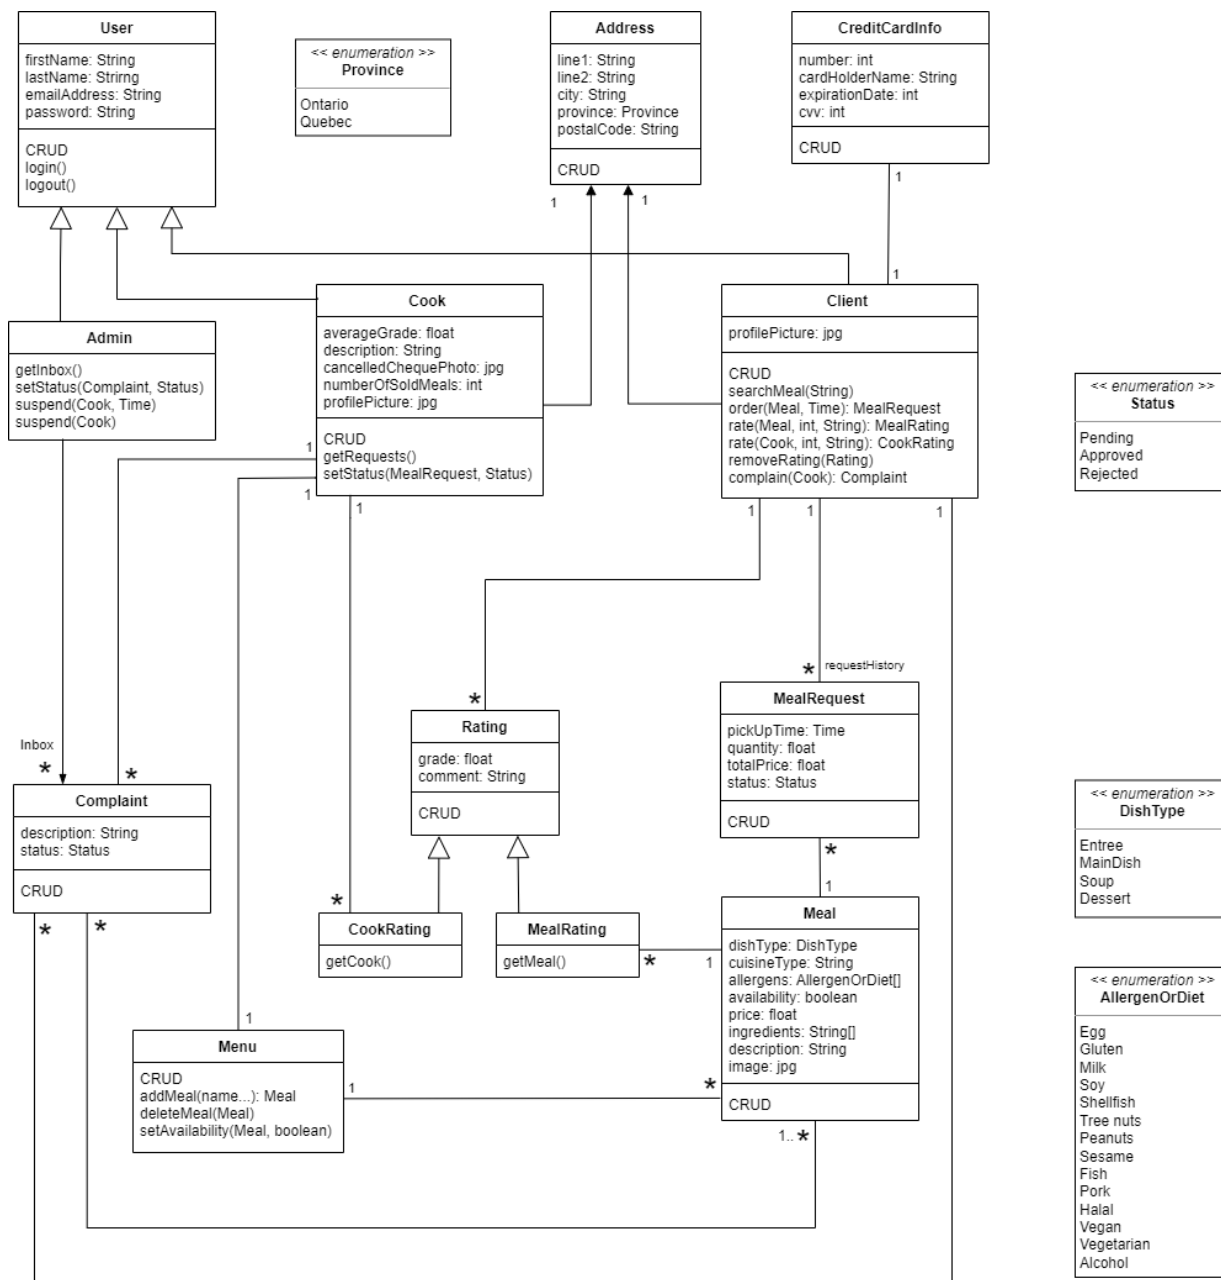 User
firstName: String
lastName: Strirng
emailAddress: String
password: String
CRUD
login()
logout()
<< enumeration >>
Province
Ontario
Quebec
Address
line1: String
line2: String
city: String
province: Province
postalCode: String
CRUD
1
1
CreditCardInfo
number: int
cardHolderName: String
expirationDate: int
cvv: int
CRUD
1
1
Admin
getInbox()
setStatus(Complaint, Status)
suspend(Cook, Time)
suspend(Cook)
Cook
averageGrade: float
description: String
cancelledChequePhoto: jpg
numberOfSoldMeals: int
profilePicture: jpg
CRUD
getRequests()
setStatus(MealRequest, Status)
1
1
1
Client
profilePicture: jpg
CRUD
searchMeal(String)
order(Meal, Time): MealRequest
rate(Meal, int, String): MealRating
rate(Cook, int, String): CookRating
removeRating(Rating)
complain(Cook): Complaint
1
1
1
<< enumeration >>
Status
Pending
Approved
Rejected
* requestHistory
MealRequest
pickUpTime: Time
quantity: float
totalPrice: float
status: Status
CRUD
*
1
*
Rating
grade: float
comment: String
CRUD
Inbox
*
*
Complaint
description: String
status: Status
CRUD
*
*
<< enumeration >>
DishType
Entree
MainDish
Soup
Dessert
*
CookRating
getCook()
MealRating
getMeal()
*
1
Meal
dishType: DishType
cuisineType: String
allergens: AllergenOrDiet[]
availability: boolean
price: float
ingredients: String[]
description: String
image: jpg
CRUD
1.. *
<< enumeration >>
AllergenOrDiet
Egg
Gluten
Milk
Soy
Shellfish
Tree nuts
Peanuts
Sesame
Fish
Pork
Halal
Vegan
Vegetarian
Alcohol
1
Menu
CRUD
addMeal(name...): Meal
deleteMeal(Meal)
setAvailability(Meal, boolean)
1
*